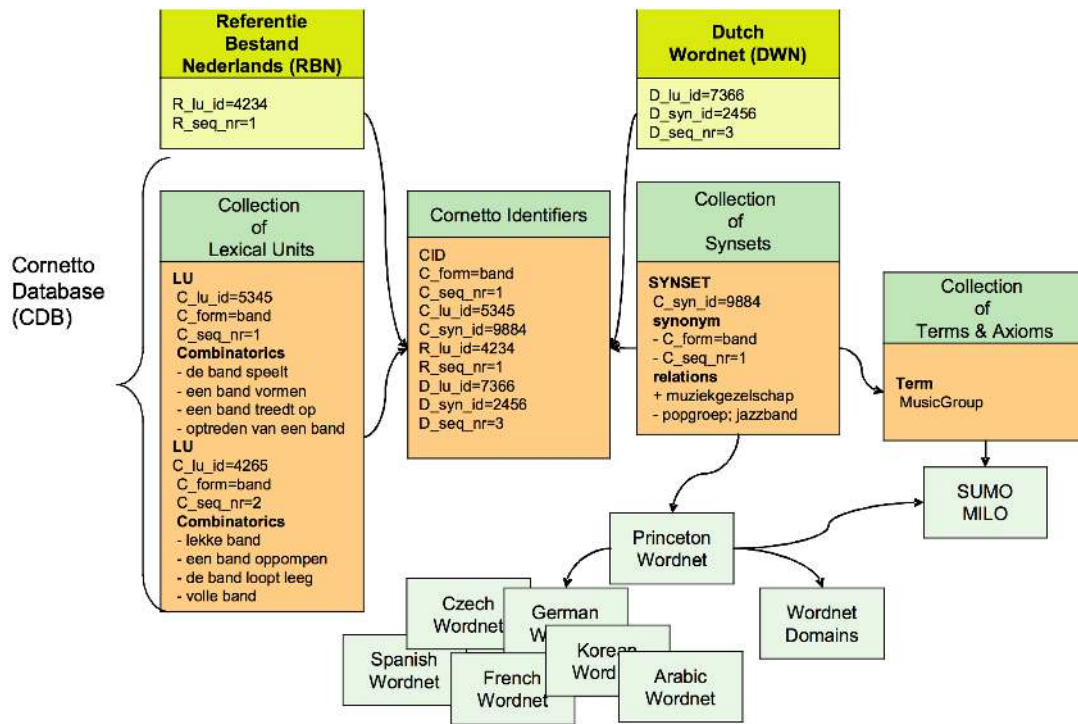 Referentie
Bestand
Nederlands (RBN)
R_lu_id=4234
R_seq_nr=1
Dutch
Wordnet (DWN)
D_lu_id=7366
D_syn_id=2456
D_seq_nr=3
Cornetto
Database
(CDB)
Collection
of
Lexical Units
LU
C_lu_id=5345
C_form=band
C_seq_nr=1
Combinatorics
- de band speelt
- een band vormen
- een band treedt op
- optreden van een band
LU
C_lu_id=4265
C_form=band
C_seq_nr=2
Combinatorics
- lekke band
- een band oppompen
- de band loopt leeg
- volle band
Cornetto Identifiers
CID
C_form=band
C_seq_nr=1
C_lu_id=5345
C_syn_id=9884
R_lu_id=4234
R_seq_nr=1
D_lu_id=7366
D_syn_id=2456
D_seq_nr=3
Collection
of
Synsets
SYNSET
C_syn_id=9884
synonym
- C_form=band
- C_seq_nr=1
relations
+ muziekgezelschap
- popgroep; jazzband
Collection
of
Terms & Axioms
Term
MusicGroup
SUMO
MILO
Princeton
Wordnet
Wordnet
Domains
Czech
Wordnet
German
Spanish
Wordnet
French
Wordnet
Korean
Word
Arabic
Wordnet